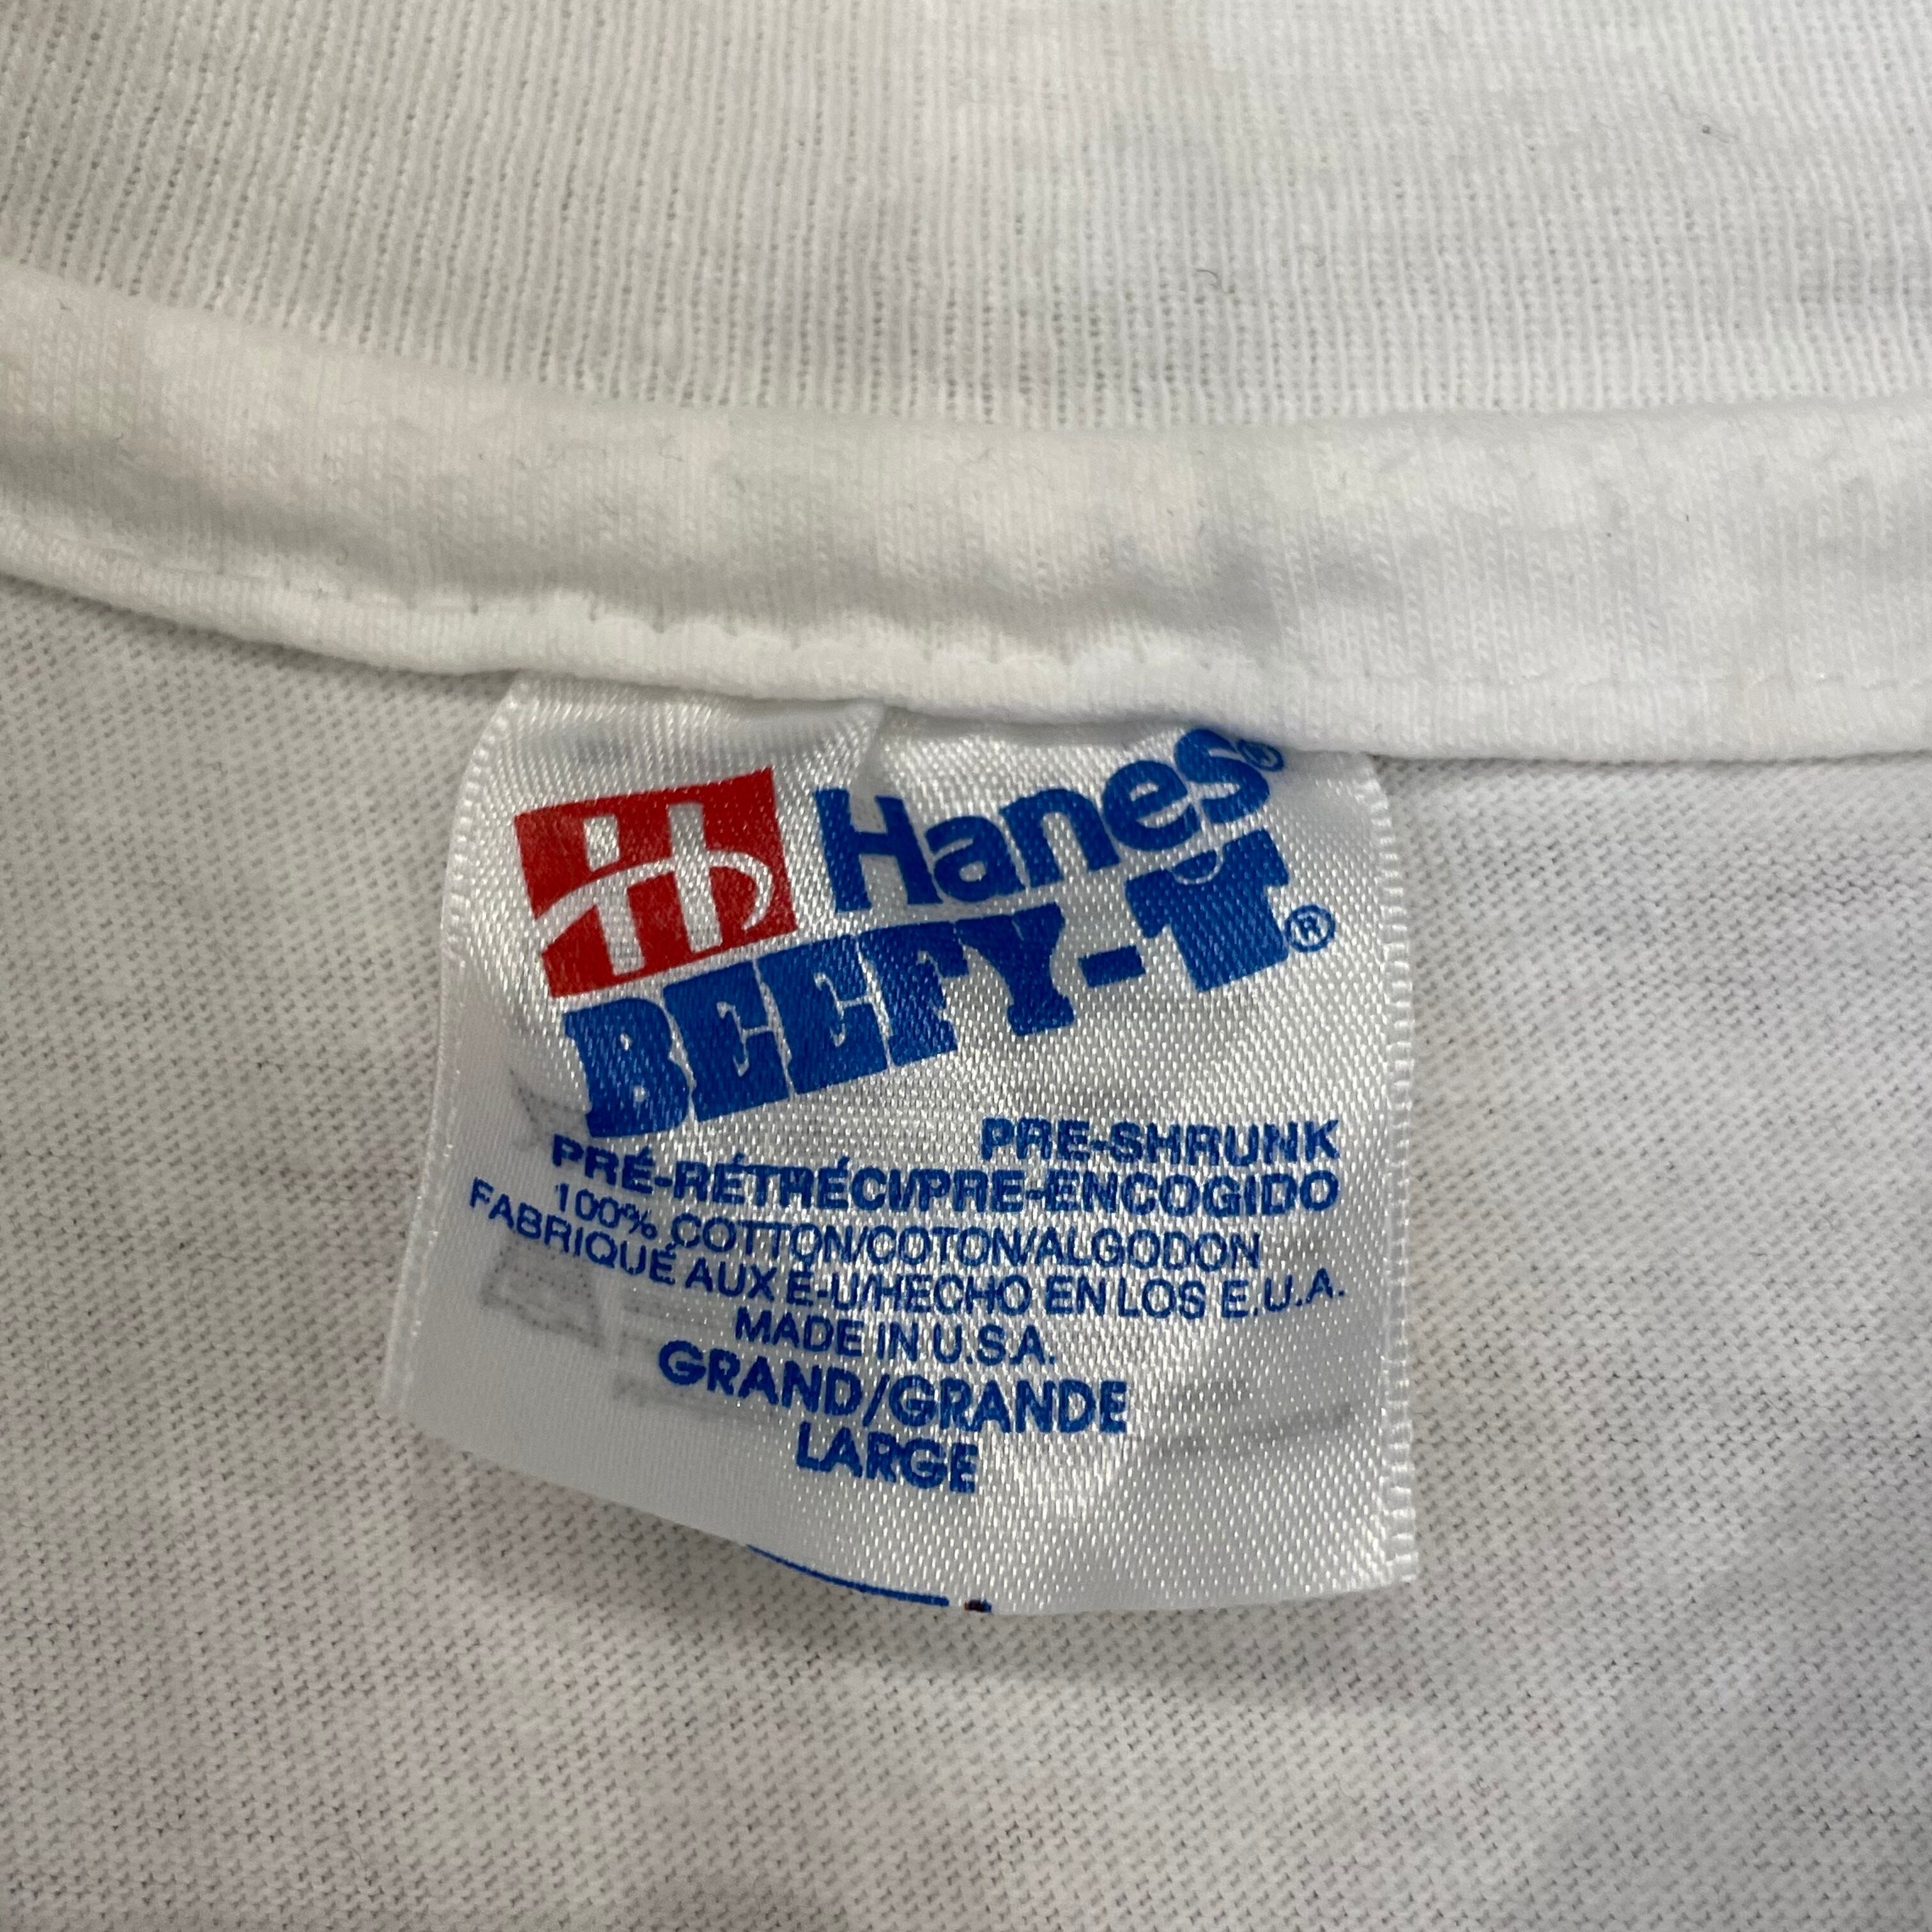 Hanes®
BEEFY-T®
PRE-SHRUNK
PRÉ-RÉTRÉCI/PRE-ENCOGIDO
100% COTTON/COTON/ALGODON
FABRIQUÉ AUX É-U/HECHO EN LOS E.U.A.
MADE IN U.S.A.
GRAND/GRANDE
LARGE